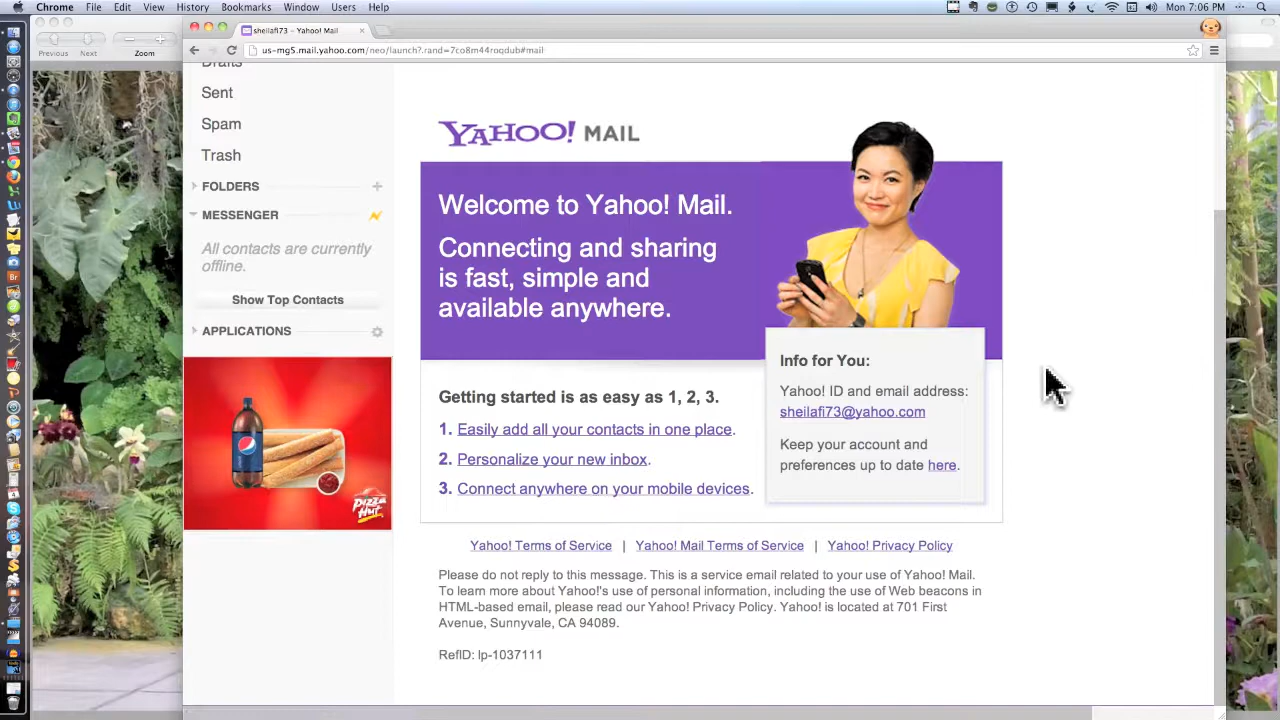 Chrome File Edit View History Bookmarks Window Users Help
Mon 7:06 PM
Previous Next Zoom
sheilafi73 - Yahoo! Mail
us-mg5.mail.yahoo.com/neo/launch?.rand=7co8m44roqdub#mail
Drafts
Sent
Spam
Trash
FOLDERS
MESSENGER
All contacts are currently
offline.
Show Top Contacts
APPLICATIONS
Pizza
Hut
YAHOO! MAIL
Welcome to Yahoo! Mail.
Connecting and sharing
is fast, simple and
available anywhere.
Getting started is as easy as 1, 2, 3.
1. Easily add all your contacts in one place.
2. Personalize your new inbox.
3. Connect anywhere on your mobile devices.
Info for You:
Yahoo! ID and email address:
sheilafi73@yahoo.com
Keep your account and
preferences up to date here.
Yahoo! Terms of Service | Yahoo! Mail Terms of Service | Yahoo! Privacy Policy
Please do not reply to this message. This is a service email related to your use of Yahoo! Mail.
To learn more about Yahoo!'s use of personal information, including the use of Web beacons in
HTML-based email, please read our Yahoo! Privacy Policy. Yahoo! is located at 701 First
Avenue, Sunnyvale, CA 94089.
RefID: lp-1037111